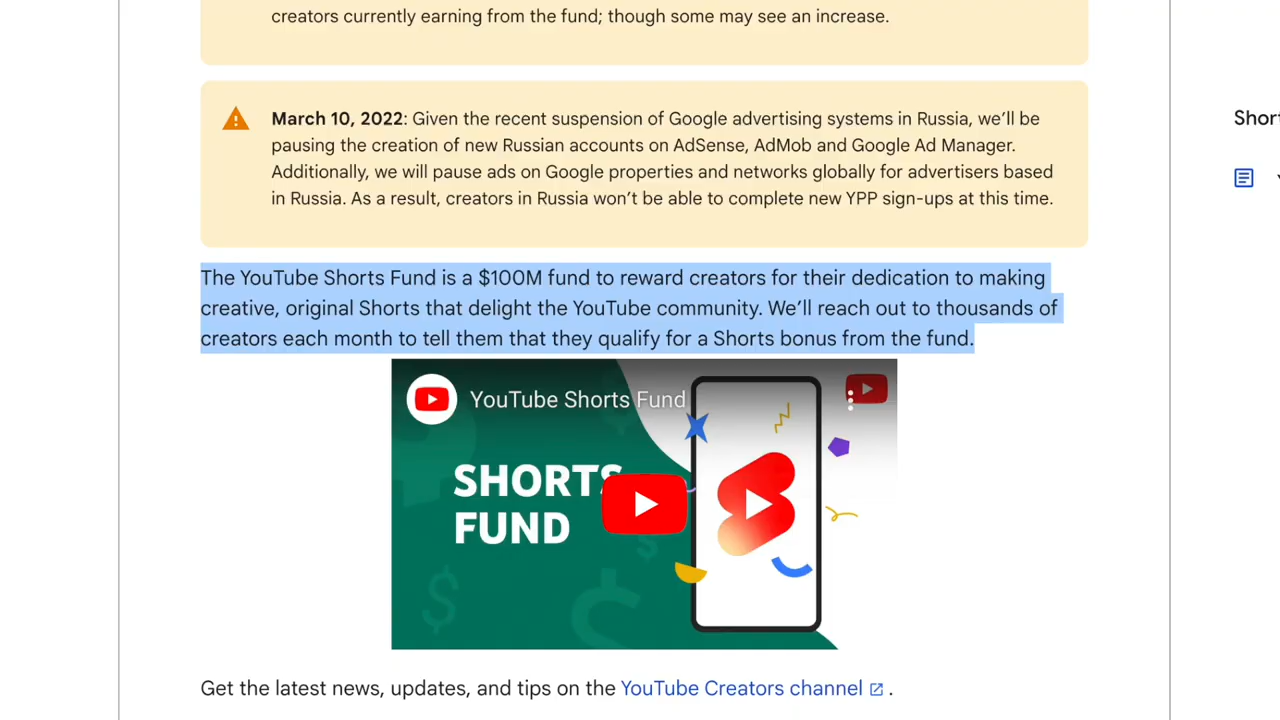 creators currently earning from the fund; though some may see an increase.
March 10, 2022: Given the recent suspension of Google advertising systems in Russia, we’ll be
pausing the creation of new Russian accounts on AdSense, AdMob and Google Ad Manager.
Additionally, we will pause ads on Google properties and networks globally for advertisers based
in Russia. As a result, creators in Russia won’t be able to complete new YPP sign-ups at this time.
Short
The YouTube Shorts Fund is a $100M fund to reward creators for their dedication to making
creative, original Shorts that delight the YouTube community. We’ll reach out to thousands of
creators each month to tell them that they qualify for a Shorts bonus from the fund.
YouTube Shorts Fund
SHORTS
FUND
Get the latest news, updates, and tips on the YouTube Creators channel .